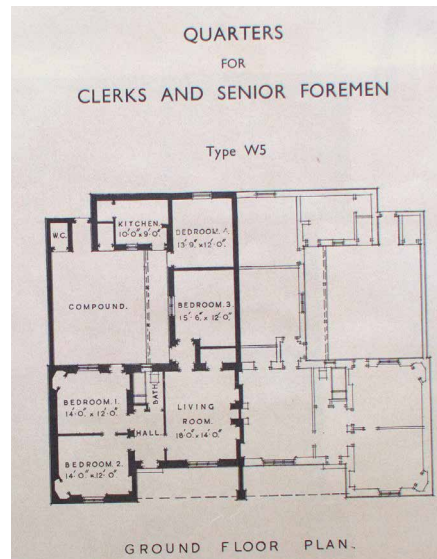 QUARTERS
FOR
CLERKS AND SENIOR FOREMEN
Type W5
KITCHEN.
10'·0"x 9'·0"
W.C.
BEDROOM. 4.
13'·9"x 12'·0"
COMPOUND.
BEDROOM. 3.
15'·6"x 12'·0"
BEDROOM. 1.
14'·0"x 12'·0"
BATH
LIVING
ROOM.
18'·0"x 14'·0"
HALL
BEDROOM. 2.
14'·0"x 12'·0"
GROUND FLOOR PLAN.